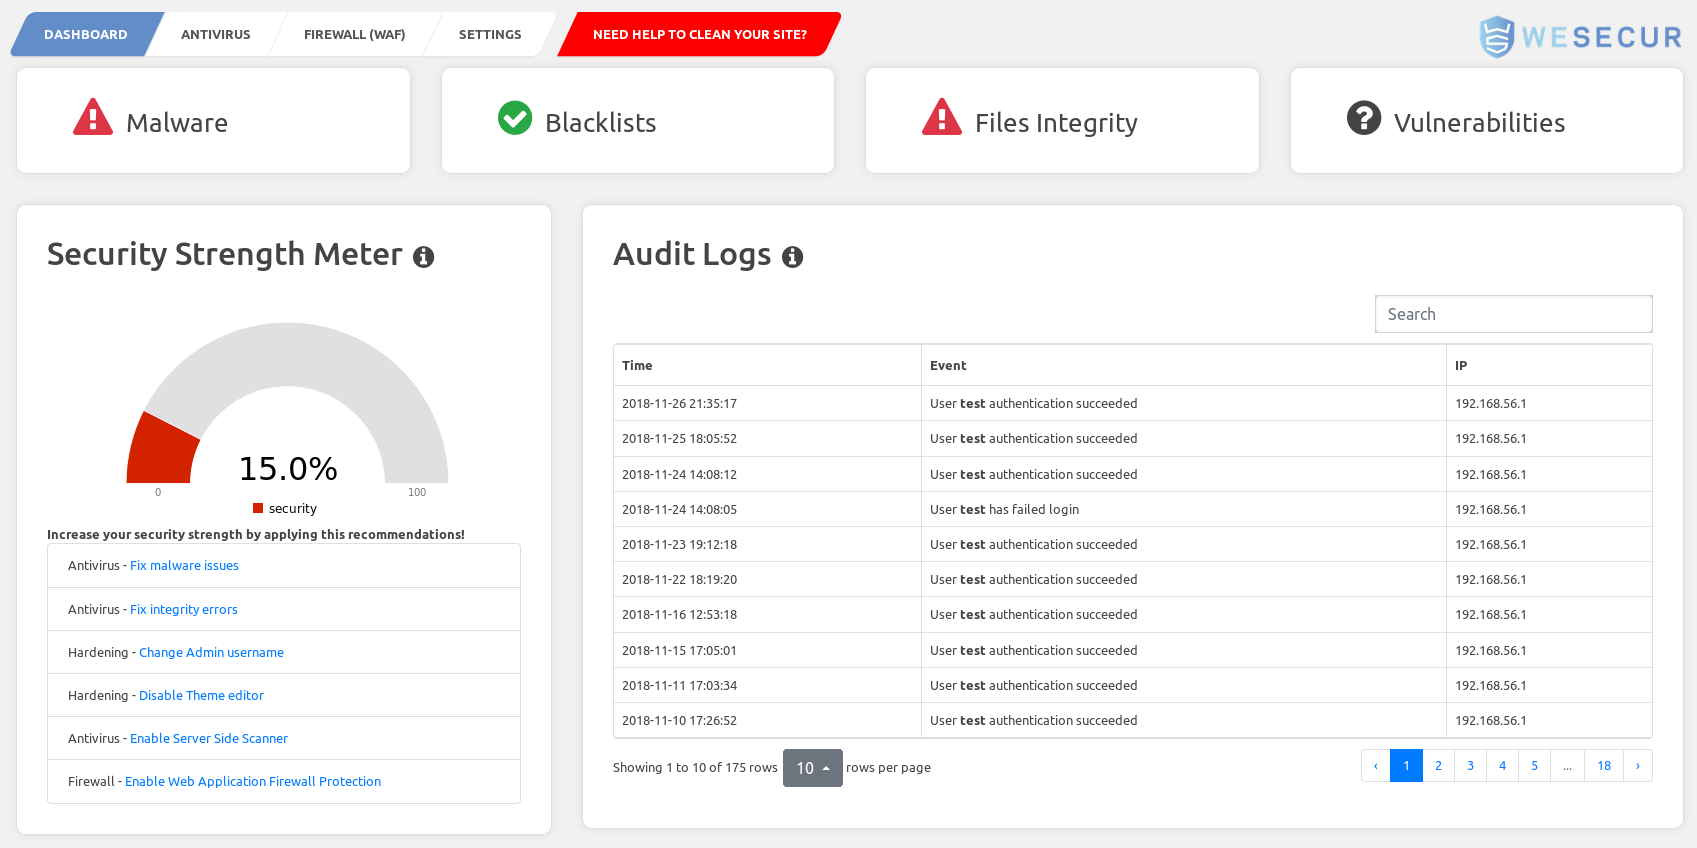 DASHBOARD ANTIVIRUS FIREWALL (WAF) SETTINGS NEED HELP TO CLEAN YOUR SITE? WESECUR
Malware Blacklists Files Integrity Vulnerabilities
Security Strength Meter
15.0%
0 100
security
Increase your security strength by applying this recommendations!
Antivirus - Fix malware issues
Antivirus - Fix integrity errors
Hardening - Change Admin username
Hardening - Disable Theme editor
Antivirus - Enable Server Side Scanner
Firewall - Enable Web Application Firewall Protection
Audit Logs
Search
Time Event IP
2018-11-26 21:35:17 User test authentication succeeded 192.168.56.1
2018-11-25 18:05:52 User test authentication succeeded 192.168.56.1
2018-11-24 14:08:12 User test authentication succeeded 192.168.56.1
2018-11-24 14:08:05 User test has failed login 192.168.56.1
2018-11-23 19:12:18 User test authentication succeeded 192.168.56.1
2018-11-22 18:19:20 User test authentication succeeded 192.168.56.1
2018-11-16 12:53:18 User test authentication succeeded 192.168.56.1
2018-11-15 17:05:01 User test authentication succeeded 192.168.56.1
2018-11-11 17:03:34 User test authentication succeeded 192.168.56.1
2018-11-10 17:26:52 User test authentication succeeded 192.168.56.1
Showing 1 to 10 of 175 rows 10 rows per page ‹ 1 2 3 4 5 ... 18 ›